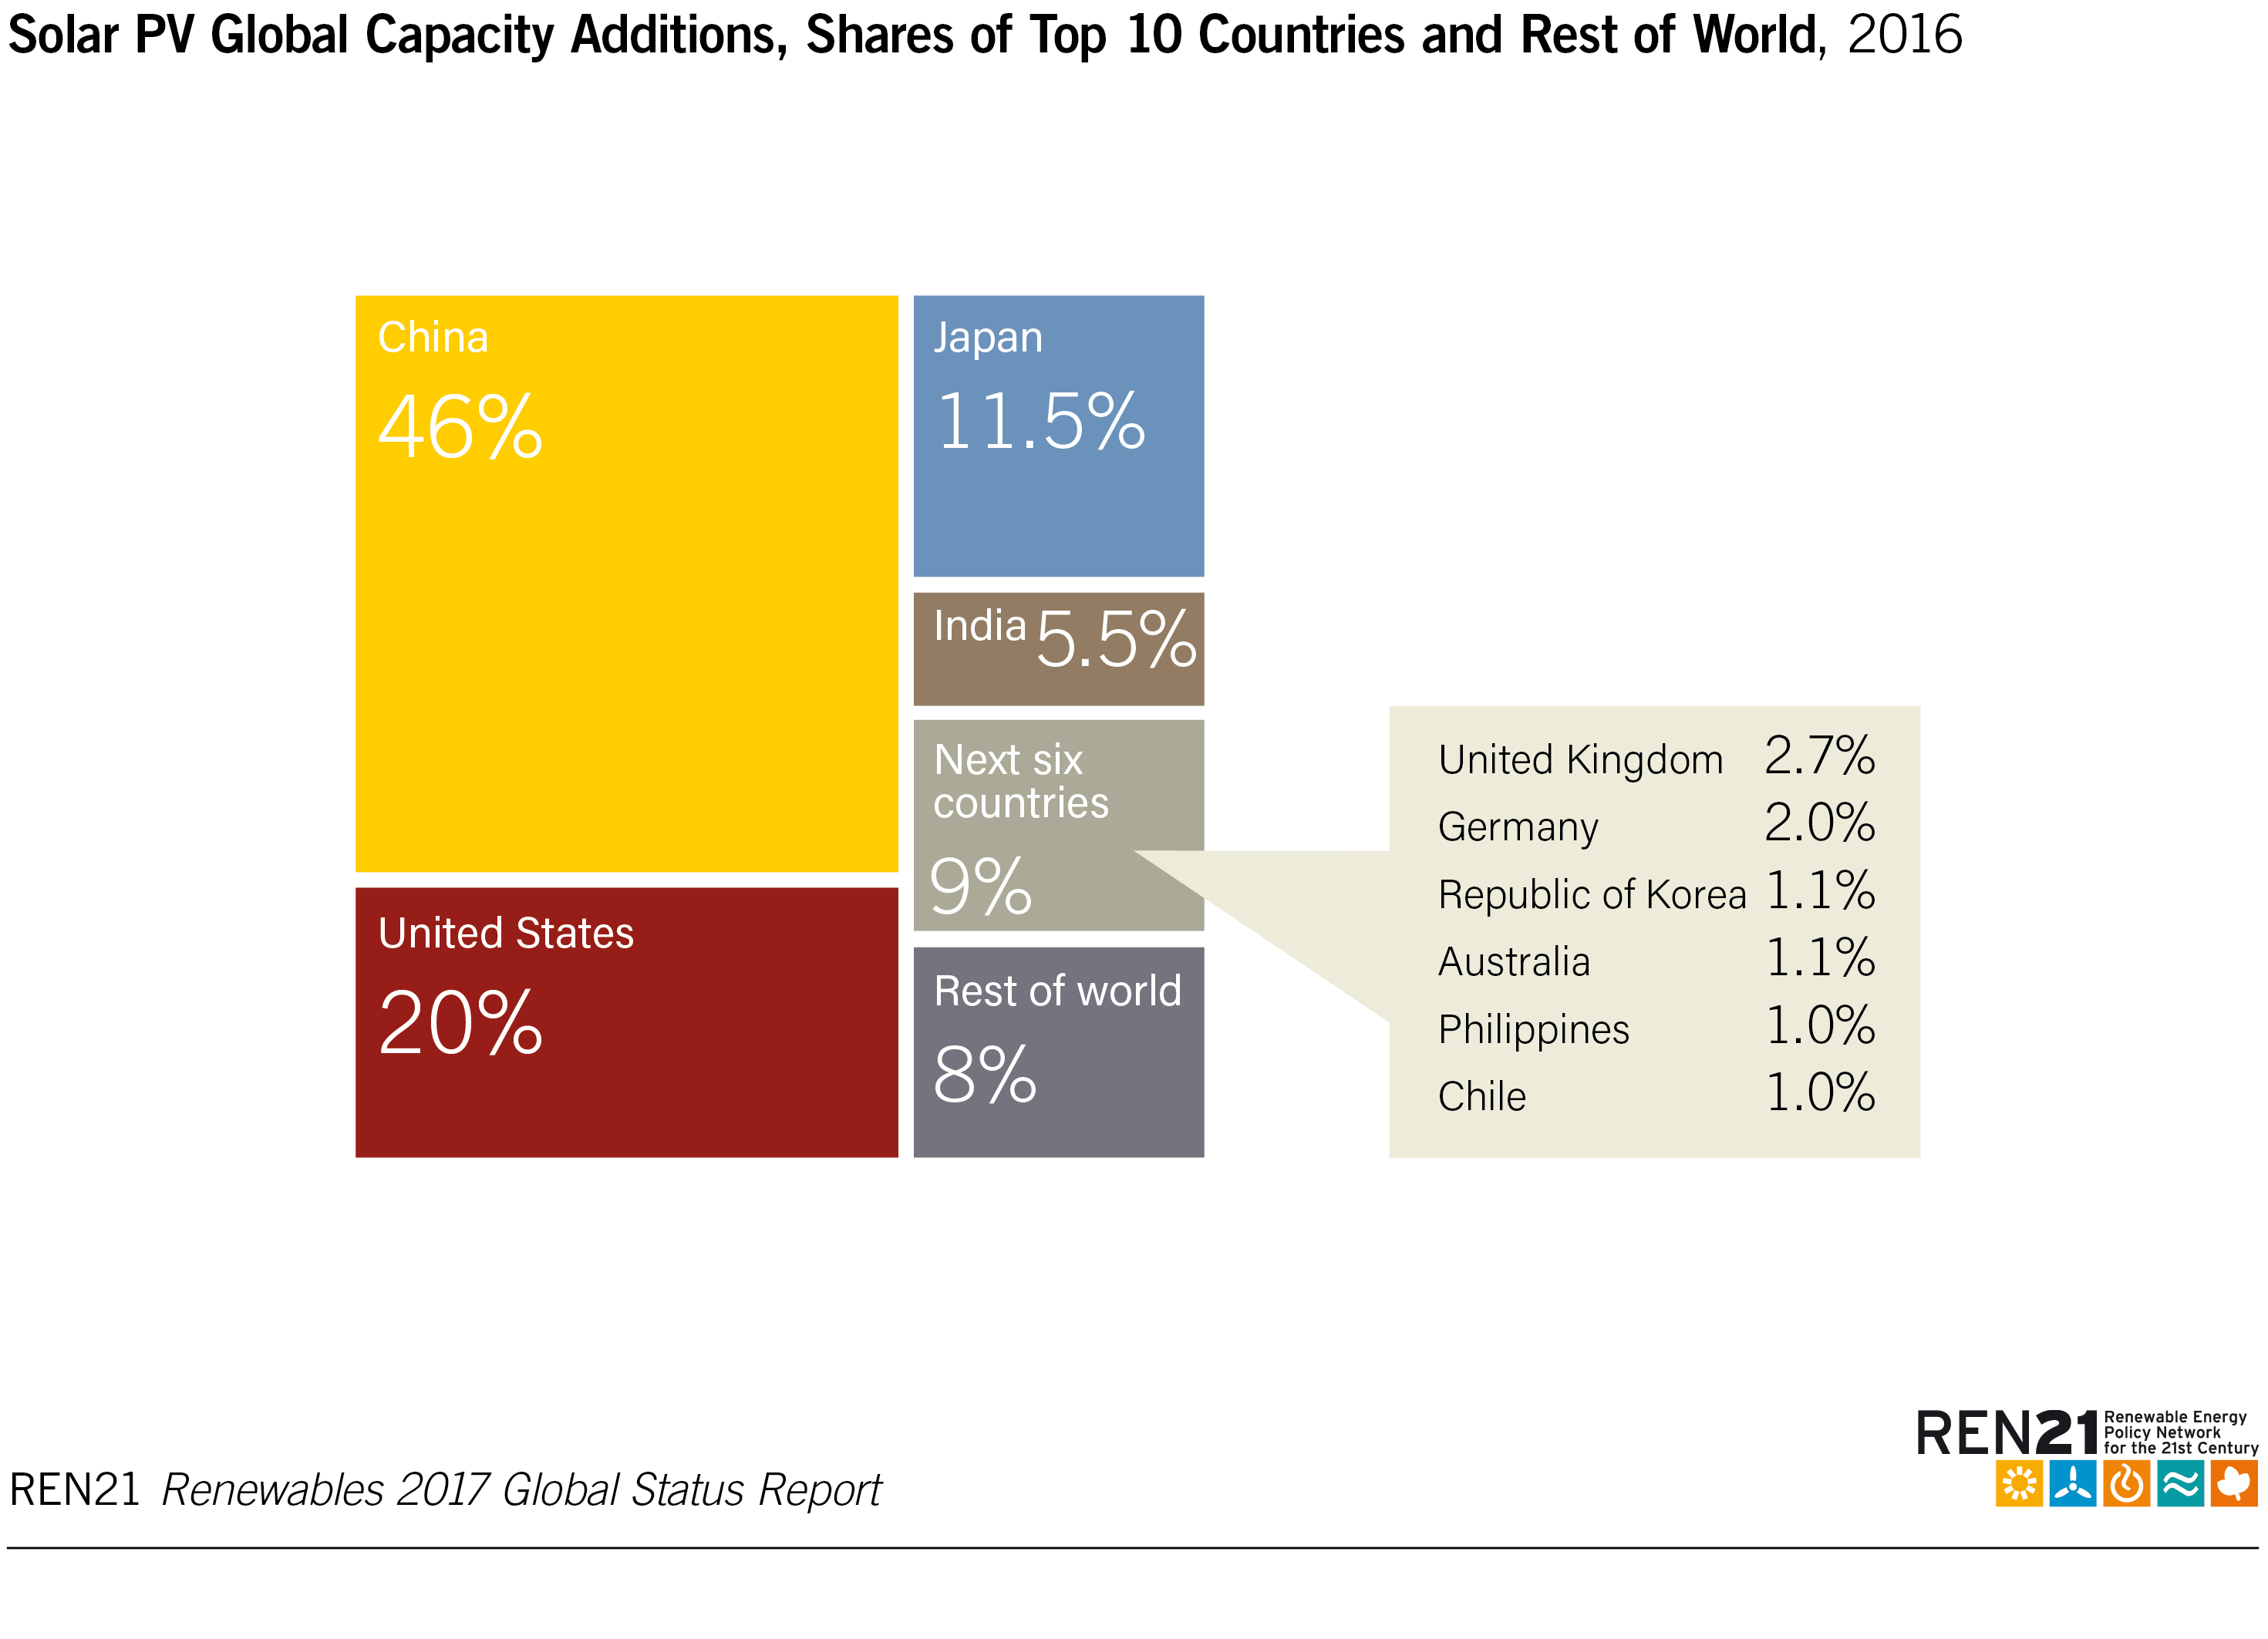 Solar PV Global Capacity Additions, Shares of Top 10 Countries and Rest of World, 2016
China
46%
United States
20%
Japan
11.5%
India 5.5%
Next six
countries
9%
Rest of world
8%
United Kingdom 2.7%
Germany 2.0%
Republic of Korea 1.1%
Australia 1.1%
Philippines 1.0%
Chile 1.0%
REN21 Renewables 2017 Global Status Report
REN21
Renewable Energy
Policy Network
for the 21st Century